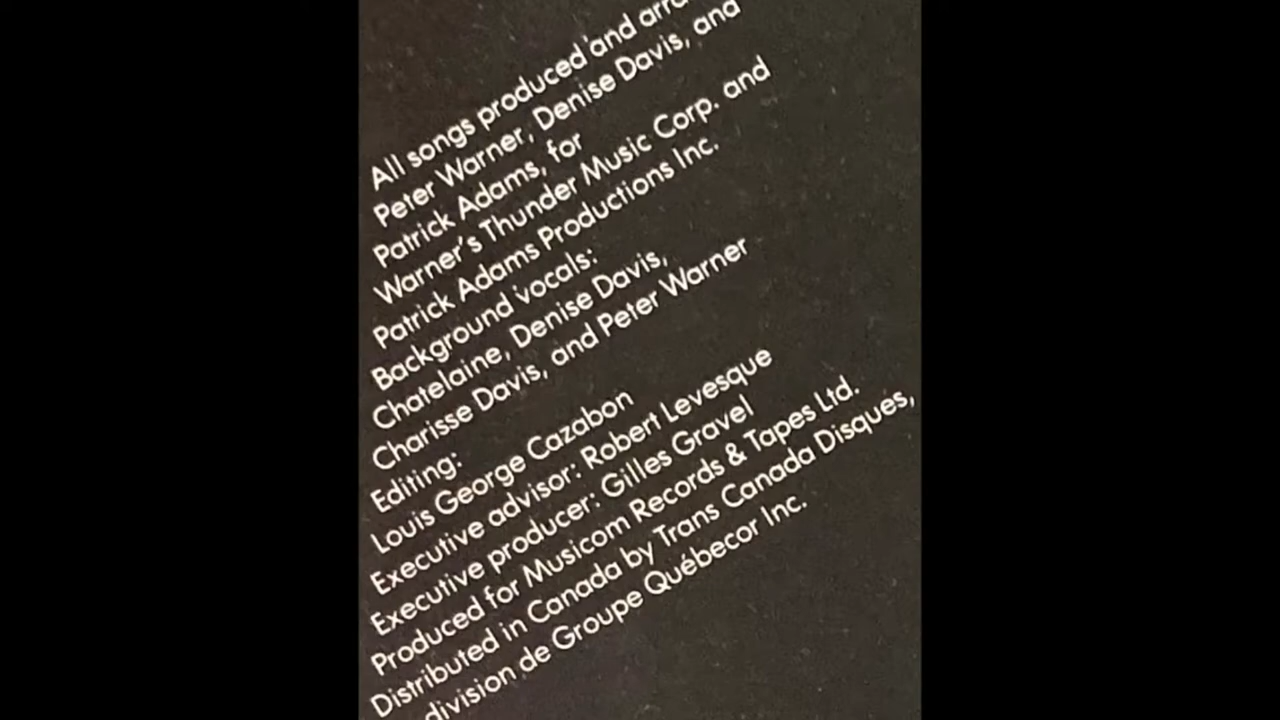 All songs produced and
Peter Warner, Denise Davis, and
Patrick Adams, for
Warner's Thunder Music Corp. and
Patrick Adams Productions Inc.
Background vocals:
Chatelaine, Denise Davis,
Charisse Davis, and Peter Warner
Editing:
Louis George Cazabon
Executive advisor: Robert Levesque
Executive producer: Gilles Gravel
Produced for Musicom Records & Tapes Ltd.
Distributed in Canada by Trans Canada Disques,
division de Groupe Québecor Inc.